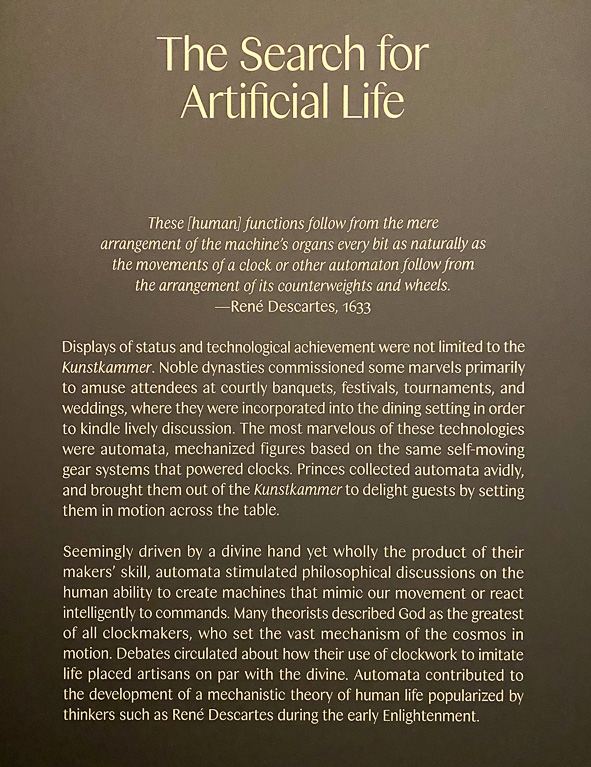 The Search for
Artificial Life
These [human] functions follow from the mere
arrangement of the machine's organs every bit as naturally as
the movements of a clock or other automaton follow from
the arrangement of its counterweights and wheels.
—René Descartes, 1633
Displays of status and technological achievement were not limited to the
Kunstkammer. Noble dynasties commissioned some marvels primarily
to amuse attendees at courtly banquets, festivals, tournaments, and
weddings, where they were incorporated into the dining setting in order
to kindle lively discussion. The most marvelous of these technologies
were automata, mechanized figures based on the same self-moving
gear systems that powered clocks. Princes collected automata avidly,
and brought them out of the Kunstkammer to delight guests by setting
them in motion across the table.
Seemingly driven by a divine hand yet wholly the product of their
makers' skill, automata stimulated philosophical discussions on the
human ability to create machines that mimic our movement or react
intelligently to commands. Many theorists described God as the greatest
of all clockmakers, who set the vast mechanism of the cosmos in
motion. Debates circulated about how their use of clockwork to imitate
life placed artisans on par with the divine. Automata contributed to
the development of a mechanistic theory of human life popularized by
thinkers such as René Descartes during the early Enlightenment.